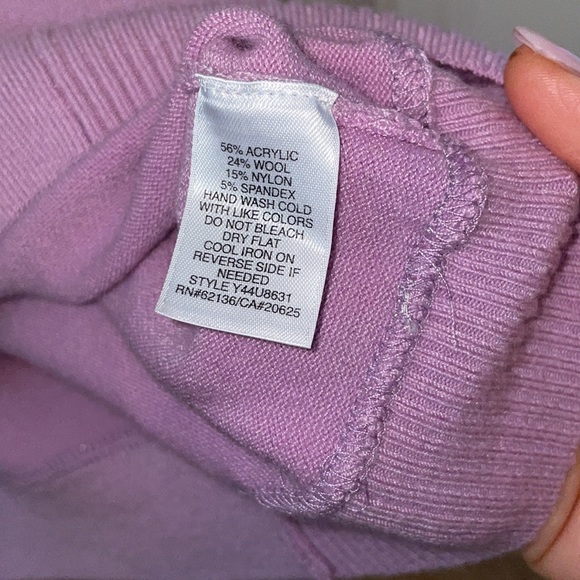 56% ACRYLIC
24% WOOL
15% NYLON
5% SPANDEX
HAND WASH COLD
WITH LIKE COLORS
DO NOT BLEACH
DRY FLAT
COOL IRON ON
REVERSE SIDE IF
NEEDED
STYLE Y44U8631
RN#62136/CA#20625